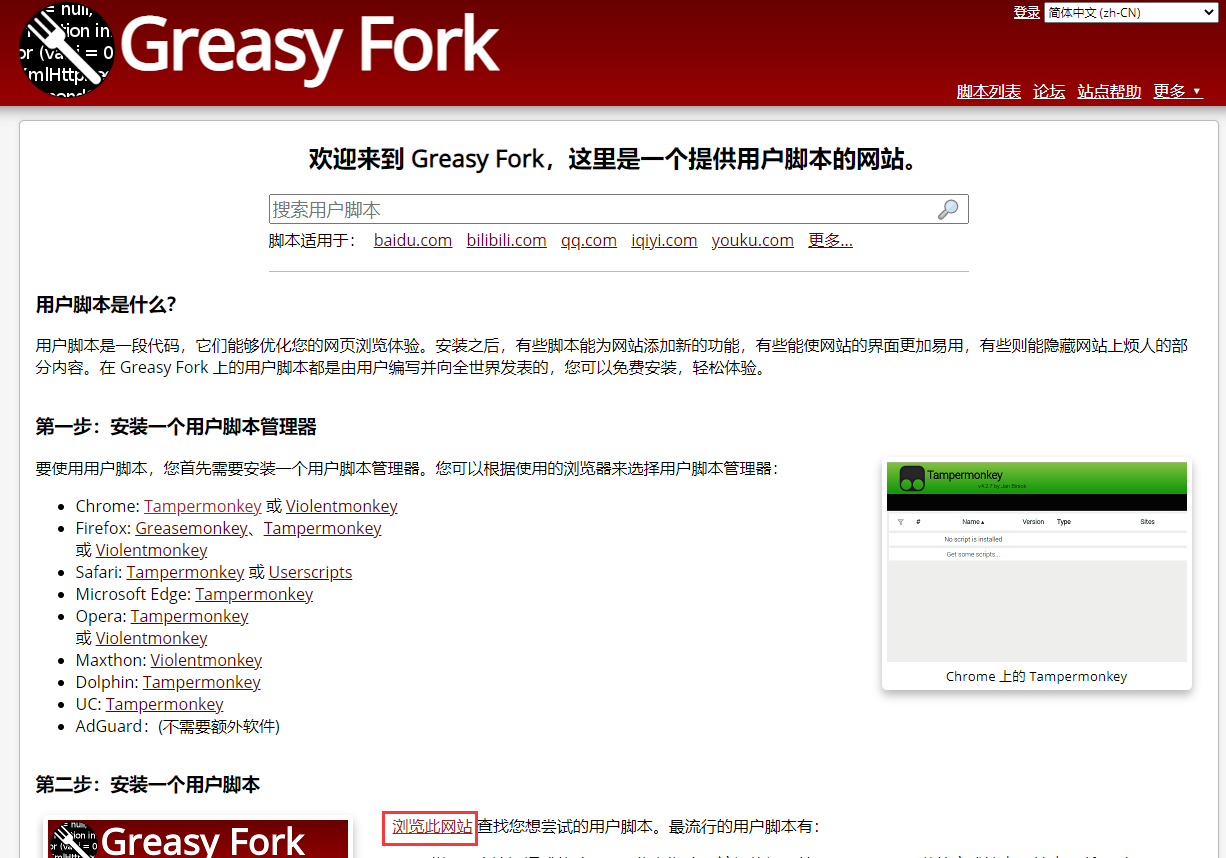 = null,
tion in
or (va i = 0
mlHttp
Greasy Fork
登录 简体中文 (zh-CN)
脚本列表 论坛 站点帮助 更多 ▼
欢迎来到 Greasy Fork，这里是一个提供用户脚本的网站。
搜索用户脚本
脚本适用于： baidu.com bilibili.com qq.com iqiyi.com youku.com 更多...
用户脚本是什么？
用户脚本是一段代码，它们能够优化您的网页浏览体验。安装之后，有些脚本能为网站添加新的功能，有些能使网站的界面更加易用，有些则能隐藏网站上烦人的部
分内容。在 Greasy Fork 上的用户脚本都是由用户编写并向全世界发表的，您可以免费安装，轻松体验。
第一步：安装一个用户脚本管理器
要使用用户脚本，您首先需要安装一个用户脚本管理器。您可以根据使用的浏览器来选择用户脚本管理器：
Chrome: Tampermonkey 或 Violentmonkey
Firefox: Greasemonkey、Tampermonkey
或 Violentmonkey
Safari: Tampermonkey 或 Userscripts
Microsoft Edge: Tampermonkey
Opera: Tampermonkey
或 Violentmonkey
Maxthon: Violentmonkey
Dolphin: Tampermonkey
UC: Tampermonkey
AdGuard：(不需要额外软件)
Tampermonkey
v4.2.7 by Jan Biniok
# Name▲ Version Type Sites
No script is installed
Get some scripts...
Chrome 上的 Tampermonkey
第二步：安装一个用户脚本
= null,
tion in
Greasy Fork
浏览此网站 查找您想尝试的用户脚本。最流行的用户脚本有：